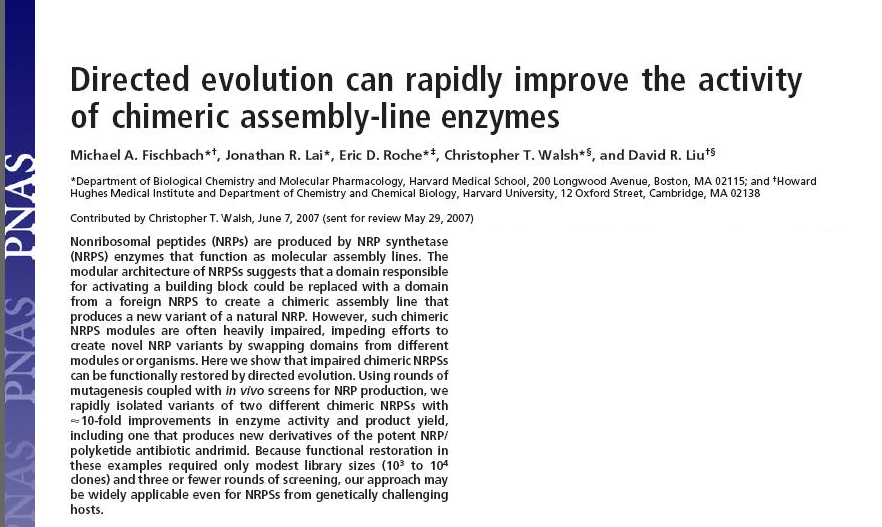 Directed evolution can rapidly improve the activity
of chimeric assembly-line enzymes
Michael A. Fischbach*†, Jonathan R. Lai*, Eric D. Roche*‡, Christopher T. Walsh*§, and David R. Liu†§
*Department of Biological Chemistry and Molecular Pharmacology, Harvard Medical School, 200 Longwood Avenue, Boston, MA 02115; and †Howard
Hughes Medical Institute and Department of Chemistry and Chemical Biology, Harvard University, 12 Oxford Street, Cambridge, MA 02138
Contributed by Christopher T. Walsh, June 7, 2007 (sent for review May 29, 2007)
Nonribosomal peptides (NRPs) are produced by NRP synthetase
(NRPS) enzymes that function as molecular assembly lines. The
modular architecture of NRPSs suggests that a domain responsible
for activating a building block could be replaced with a domain
from a foreign NRPS to create a chimeric assembly line that
produces a new variant of a natural NRP. However, such chimeric
NRPS modules are often heavily impaired, impeding efforts to
create novel NRP variants by swapping domains from different
modules or organisms. Here we show that impaired chimeric NRPSs
can be functionally restored by directed evolution. Using rounds of
mutagenesis coupled with in vivo screens for NRP production, we
rapidly isolated variants of two different chimeric NRPSs with
≈10-fold improvements in enzyme activity and product yield,
including one that produces new derivatives of the potent NRP/
polyketide antibiotic andrimid. Because functional restoration in
these examples required only modest library sizes (10³ to 10⁴
clones) and three or fewer rounds of screening, our approach may
be widely applicable even for NRPSs from genetically challenging
hosts.
PNAS
PNAS
PNAS